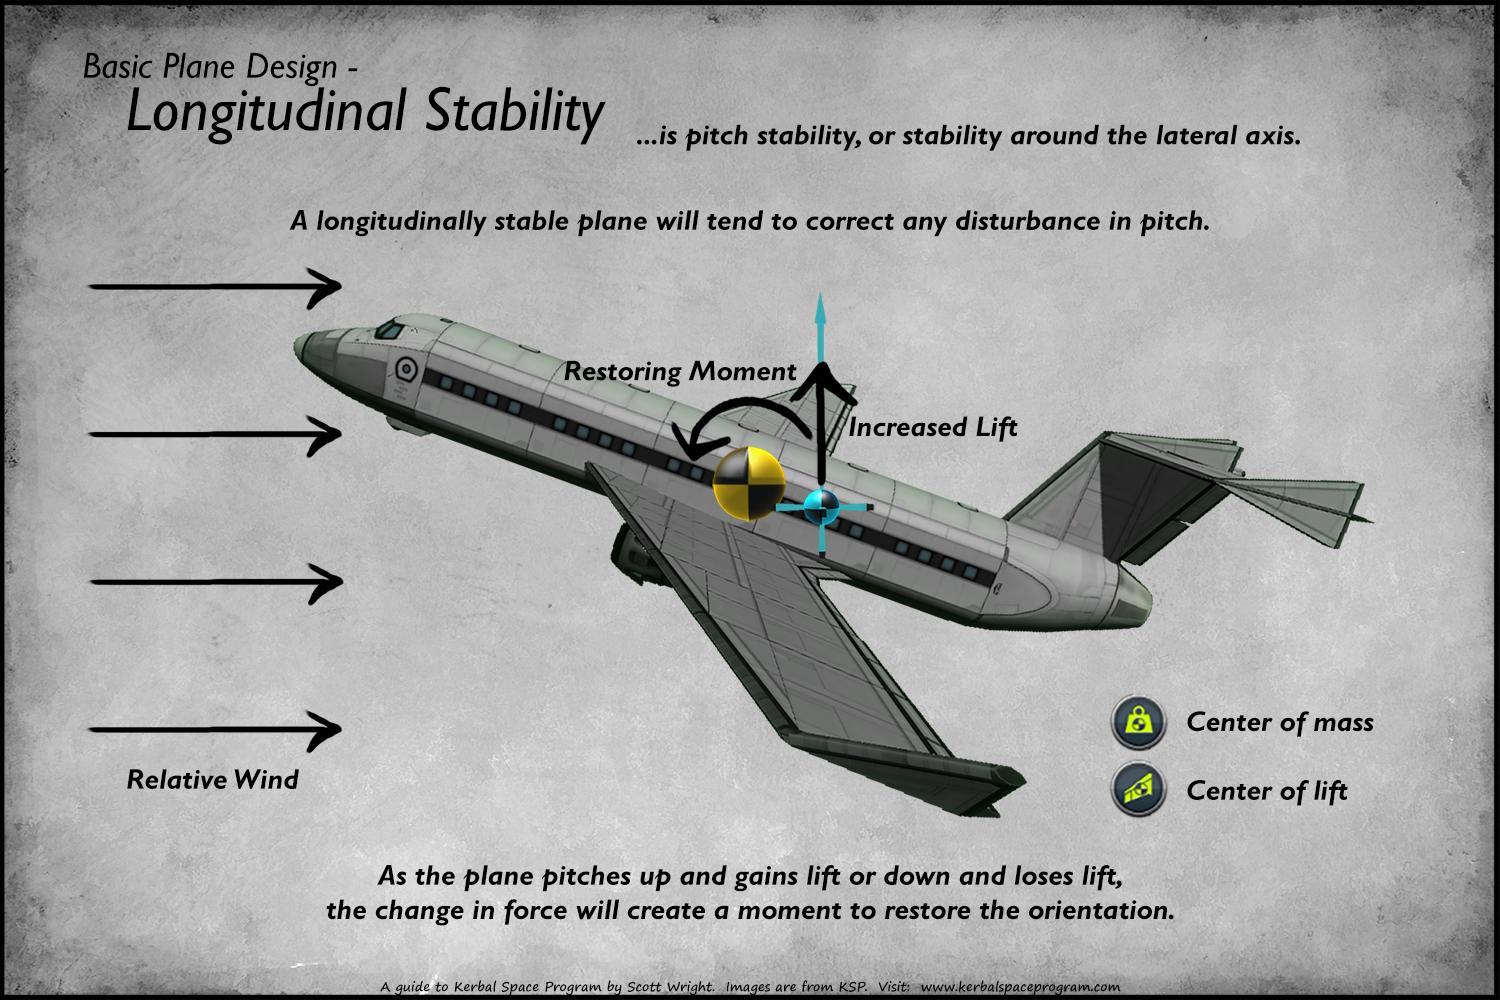 Basic Plane Design -
Longitudinal Stability
...is pitch stability, or stability around the lateral axis.
A longitudinally stable plane will tend to correct any disturbance in pitch.
Restoring Moment
Increased Lift
Relative Wind
Center of mass
Center of lift
As the plane pitches up and gains lift or down and loses lift,
the change in force will create a moment to restore the orientation.
A guide to Kerbal Space Program by Scott Wright. Images are from KSP. Visit: www.kerbalspaceprogram.com